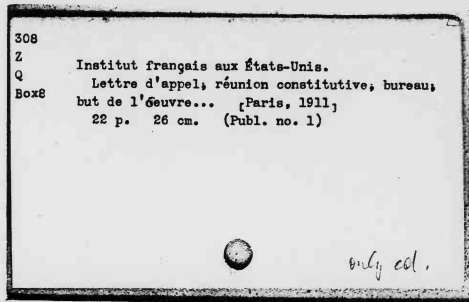 308
Z
Q
Box8
Institut français aux États-Unis.
Lettre d'appel; réunion constitutive; bureau;
but de l'oeuvre... [Paris, 1911]
22 p. 26 cm. (Publ. no. 1)
only ed.